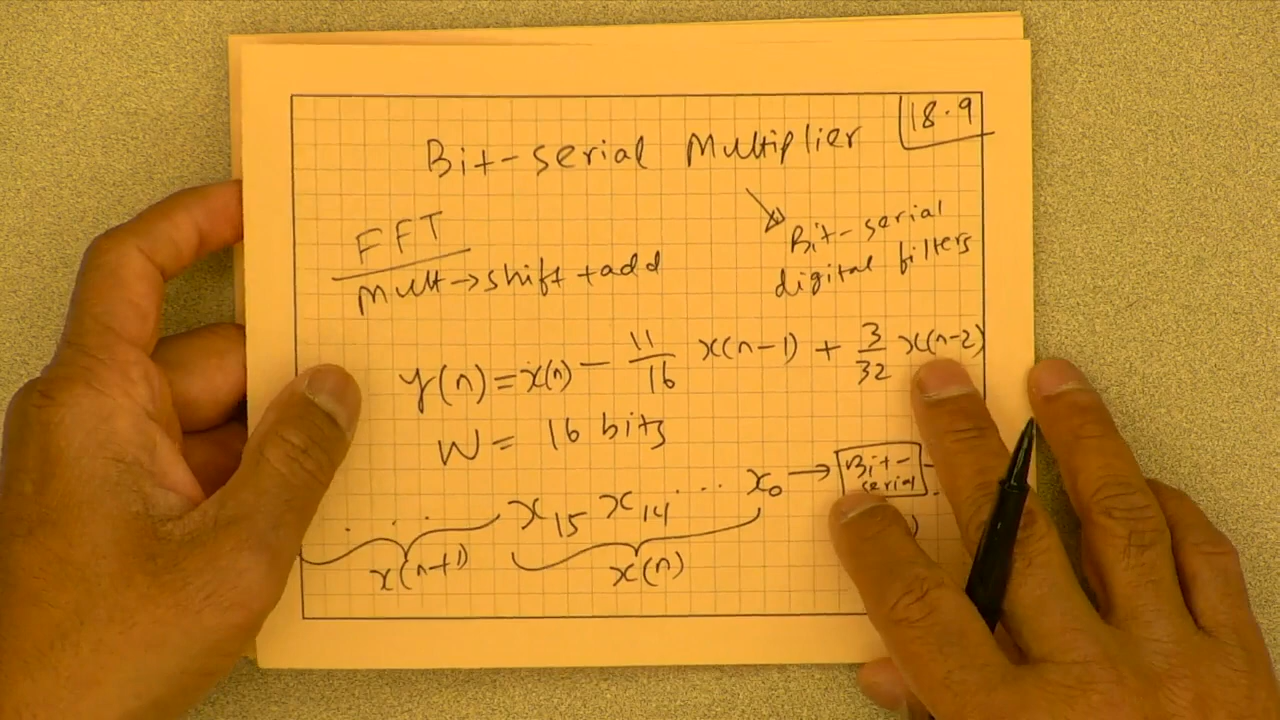 18.9
Bit-serial Multiplier
Bit-serial
digital filters
FFT
Mult → shift + add
y(n) = x(n) - 11/16 x(n-1) + 3/32 x(n-2)
W = 16 bits
... x15 x14 ... x0 → Bit-serial
x(n+1) x(n)